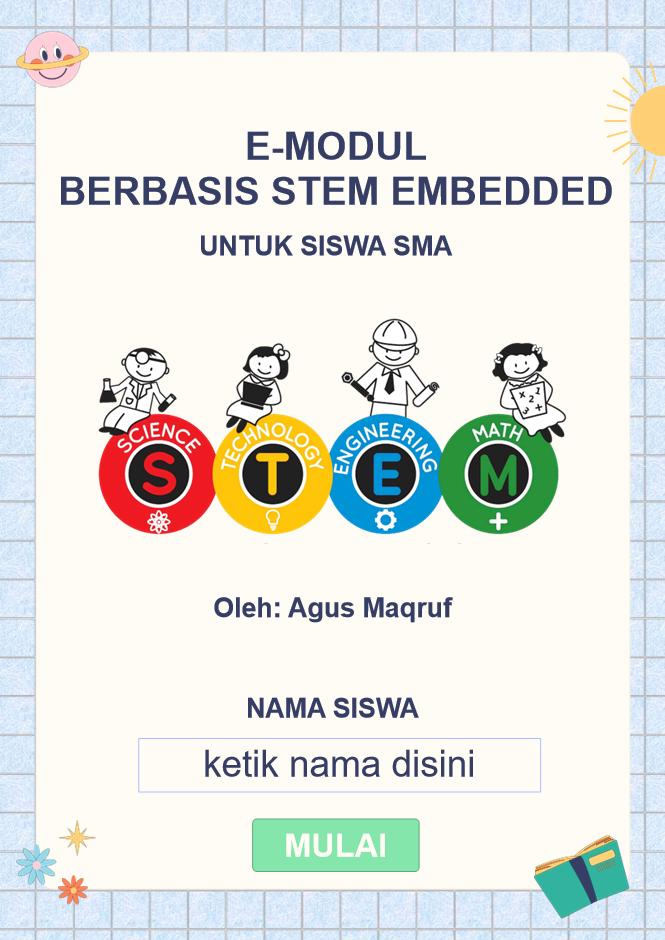 E-MODUL
BERBASIS STEM EMBEDDED
UNTUK SISWA SMA
SCIENCE TECHNOLOGY ENGINEERING MATH
S T E M
Oleh: Agus Maqruf
NAMA SISWA
ketik nama disini
MULAI